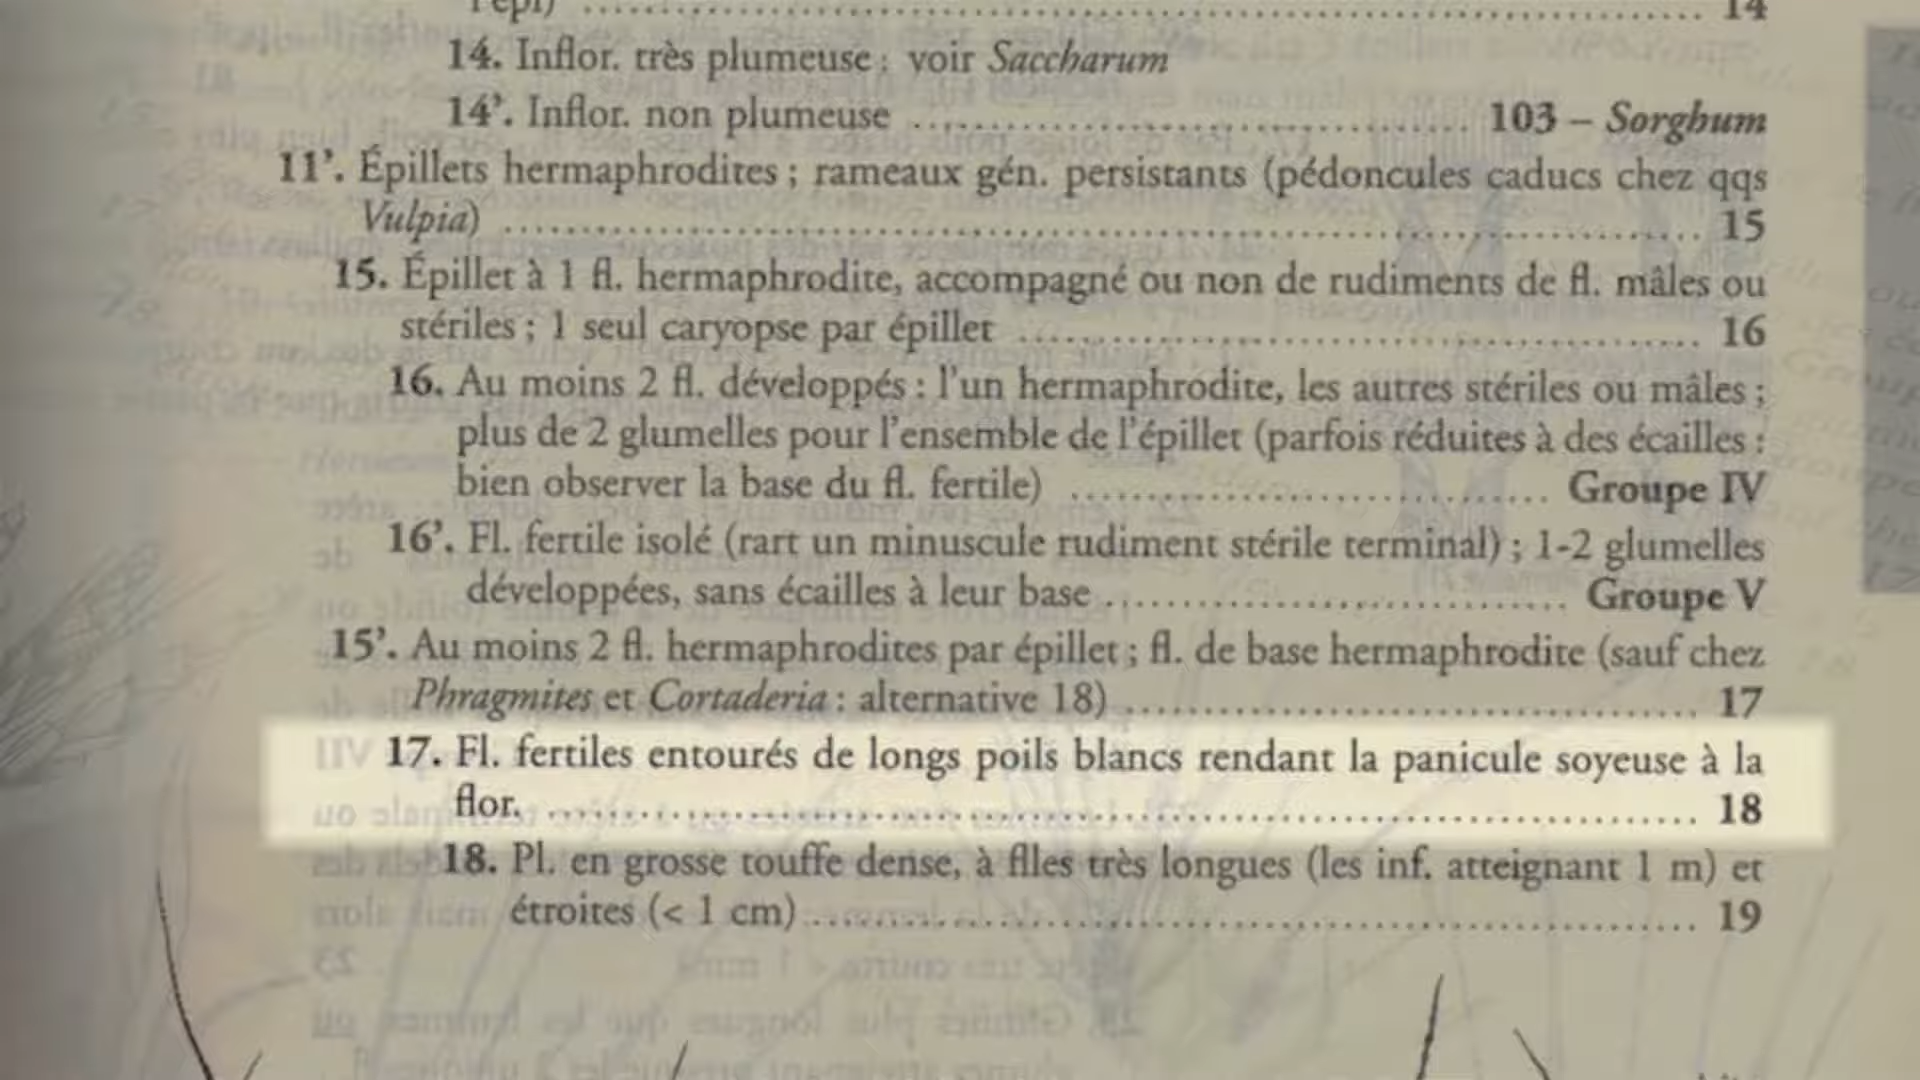 l'épi) ........ 14
14. Inflor. très plumeuse : voir Saccharum
14’. Inflor. non plumeuse ........ 103 – Sorghum
11’. Épillets hermaphrodites ; rameaux gén. persistants (pédoncules caducs chez qqs
Vulpia) ........ 15
15. Épillet à 1 fl. hermaphrodite, accompagné ou non de rudiments de fl. mâles ou
stériles ; 1 seul caryopse par épillet ........ 16
16. Au moins 2 fl. développés : l’un hermaphrodite, les autres stériles ou mâles ;
plus de 2 glumelles pour l’ensemble de l’épillet (parfois réduites à des écailles :
bien observer la base du fl. fertile) ........ Groupe IV
16’. Fl. fertile isolé (rart un minuscule rudiment stérile terminal) ; 1-2 glumelles
développées, sans écailles à leur base ........ Groupe V
15’. Au moins 2 fl. hermaphrodites par épillet ; fl. de base hermaphrodite (sauf chez
Phragmites et Cortaderia : alternative 18) ........ 17
17. Fl. fertiles entourés de longs poils blancs rendant la panicule soyeuse à la
flor. ........ 18
18. Pl. en grosse touffe dense, à flles très longues (les inf. atteignant 1 m) et
étroites (< 1 cm) ........ 19